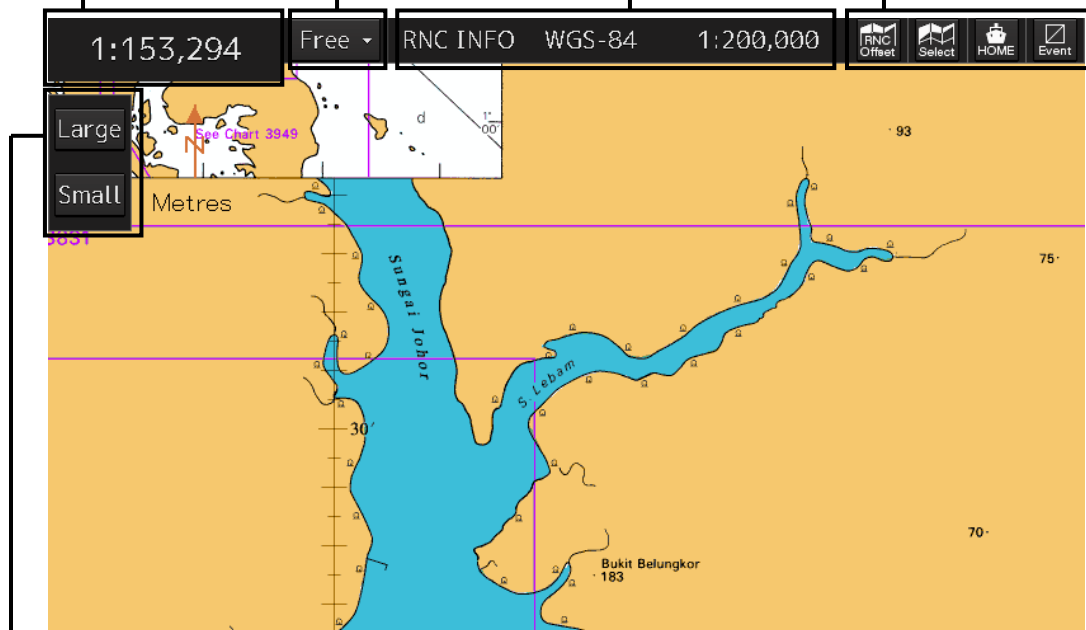 1:153,294
Free
RNC INFO WGS-84 1:200,000
RNC
Offset
Select
HOME
Event
Large
Small
See Chart 3949
N
d
1°
00'
93
Metres
75
Sungai Johor
S. Lebam
30'
70
Bukit Belungkor
183